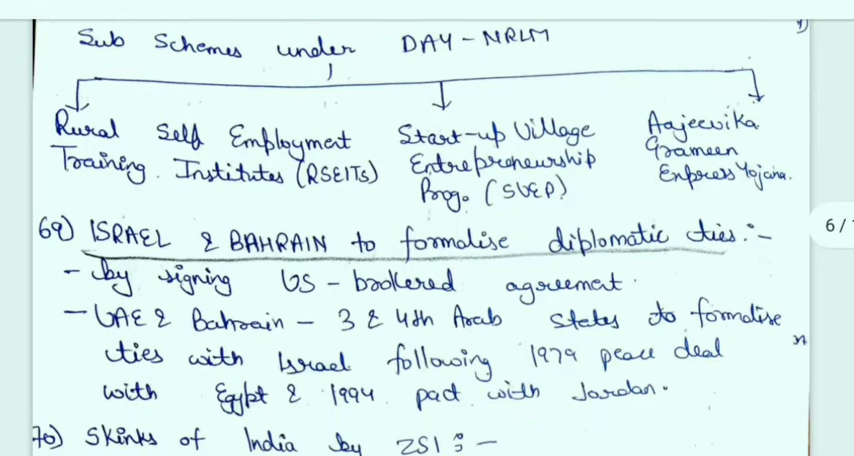 Sub Schemes under DAY-NRLM
Rural Self Employment
Training Institutes (RSEITs)
Start-up Village
Entrepreneurship
Prog. (SVEP)
Aajeevika
Grameen
Express Yojana.
69) ISRAEL & BAHRAIN to formalise diplomatic ties:-
- by signing US - bookered agreement.
- UAE & Bahrain - 3 & 4th Arab states to formalise
ties with Israel following 1979 peace deal
with Egypt & 1994 pact with Jordan.
70) Skinks of India by ZSI :-
6/